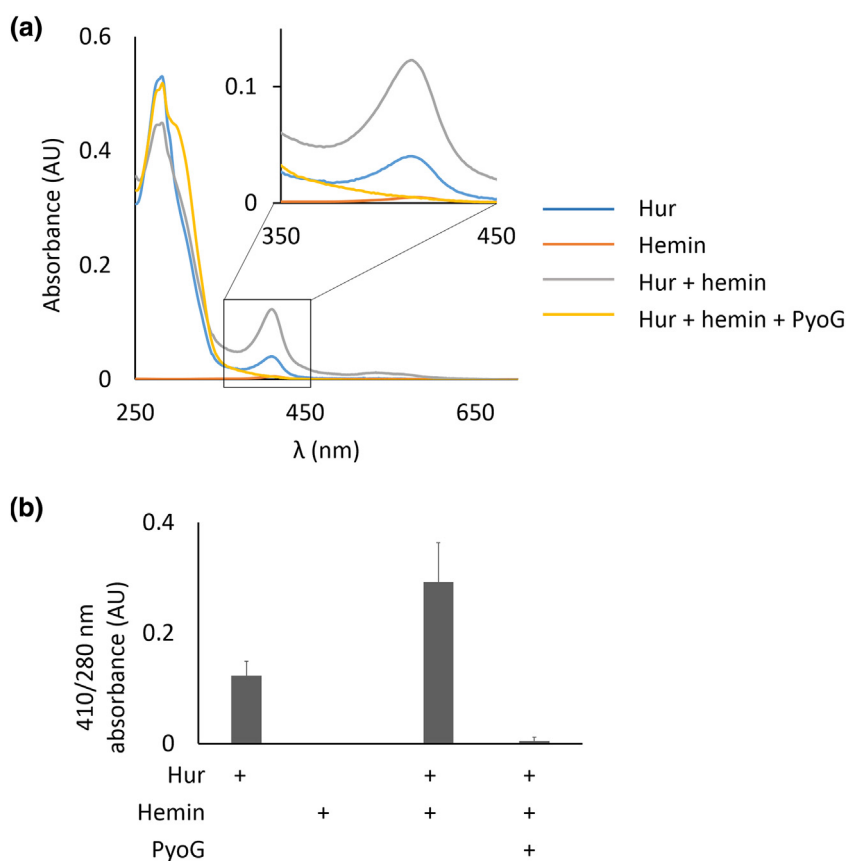 (a)
0.6
0.4
0.2
0
Absorbance (AU)
250
450
650
λ (nm)
0.1
0
350
450
Hur
Hemin
Hur + hemin
Hur + hemin + PyoG
(b)
0.4
0.2
0
410/280 nm
absorbance (AU)
Hur + + +
Hemin + + +
PyoG +